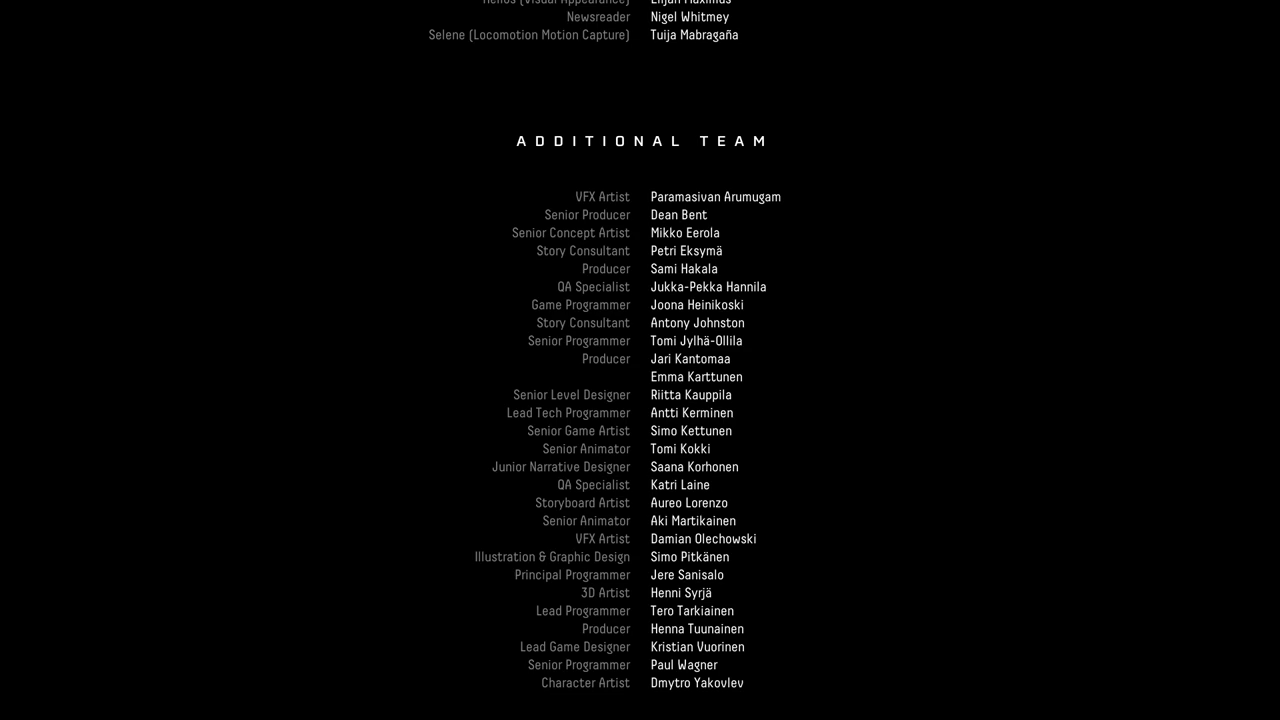 Helios (Visual Appearance) Elijah Maximus
Newsreader Nigel Whitmey
Selene (Locomotion Motion Capture) Tuija Mabragaña
ADDITIONAL TEAM
VFX Artist Paramasivan Arumugam
Senior Producer Dean Bent
Senior Concept Artist Mikko Eerola
Story Consultant Petri Eksymä
Producer Sami Hakala
QA Specialist Jukka-Pekka Hannila
Game Programmer Joona Heinikoski
Story Consultant Antony Johnston
Senior Programmer Tomi Jylhä-Ollila
Producer Jari Kantomaa
Emma Karttunen
Senior Level Designer Riitta Kauppila
Lead Tech Programmer Antti Kerminen
Senior Game Artist Simo Kettunen
Senior Animator Tomi Kokki
Junior Narrative Designer Saana Korhonen
QA Specialist Katri Laine
Storyboard Artist Aureo Lorenzo
Senior Animator Aki Martikainen
VFX Artist Damian Olechowski
Illustration & Graphic Design Simo Pitkänen
Principal Programmer Jere Sanisalo
3D Artist Henni Syrjä
Lead Programmer Tero Tarkiainen
Producer Henna Tuunainen
Lead Game Designer Kristian Vuorinen
Senior Programmer Paul Wagner
Character Artist Dmytro Yakovlev